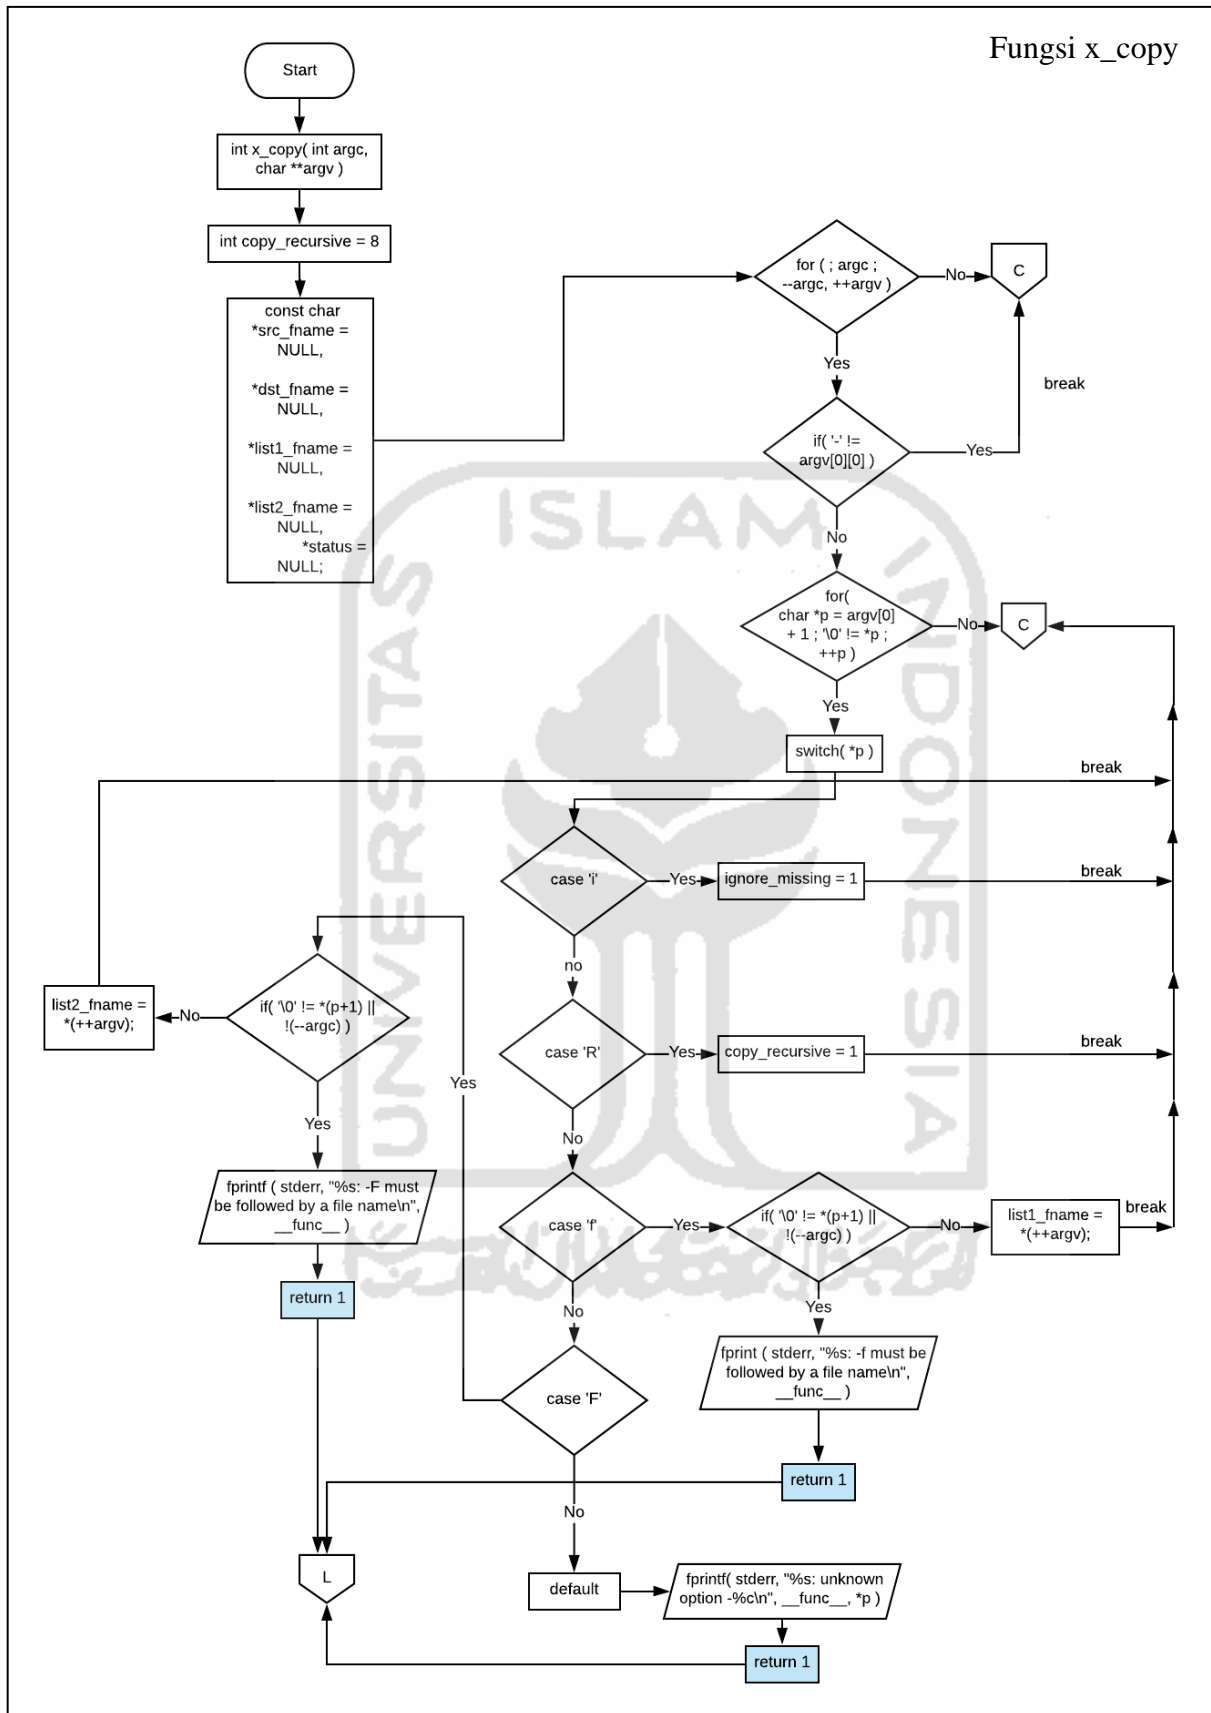 Fungsi x_copy
Start
int x_copy( int argc,
char **argv )
int copy_recursive = 8
const char
*src_fname =
NULL,
*dst_fname =
NULL,
*list1_fname =
NULL,
*list2_fname =
NULL,
*status =
NULL;
for ( ; argc ;
--argc, ++argv )
No
C
Yes
break
if( '-' !=
argv[0][0] )
Yes
No
for(
char *p = argv[0]
+ 1 ; '\0' != *p ;
++p )
No
C
Yes
switch( *p )
break
case 'i'
Yes
ignore_missing = 1
break
no
list2_fname =
*(++argv);
No
if( '\0' != *(p+1) ||
!(--argc) )
case 'R'
Yes
copy_recursive = 1
break
Yes
Yes
No
fprintf ( stderr, "%s: -F must
be followed by a file name\n",
__func__ )
case 'f'
Yes
if( '\0' != *(p+1) ||
!(--argc) )
No
list1_fname =
*(++argv);
break
return 1
No
Yes
fprint ( stderr, "%s: -f must be
followed by a file name\n",
__func__ )
case 'F'
return 1
No
L
default
fprintf( stderr, "%s: unknown
option -%c\n", __func__, *p )
return 1
ISLAM
UNIVERSITAS
INDONESIA